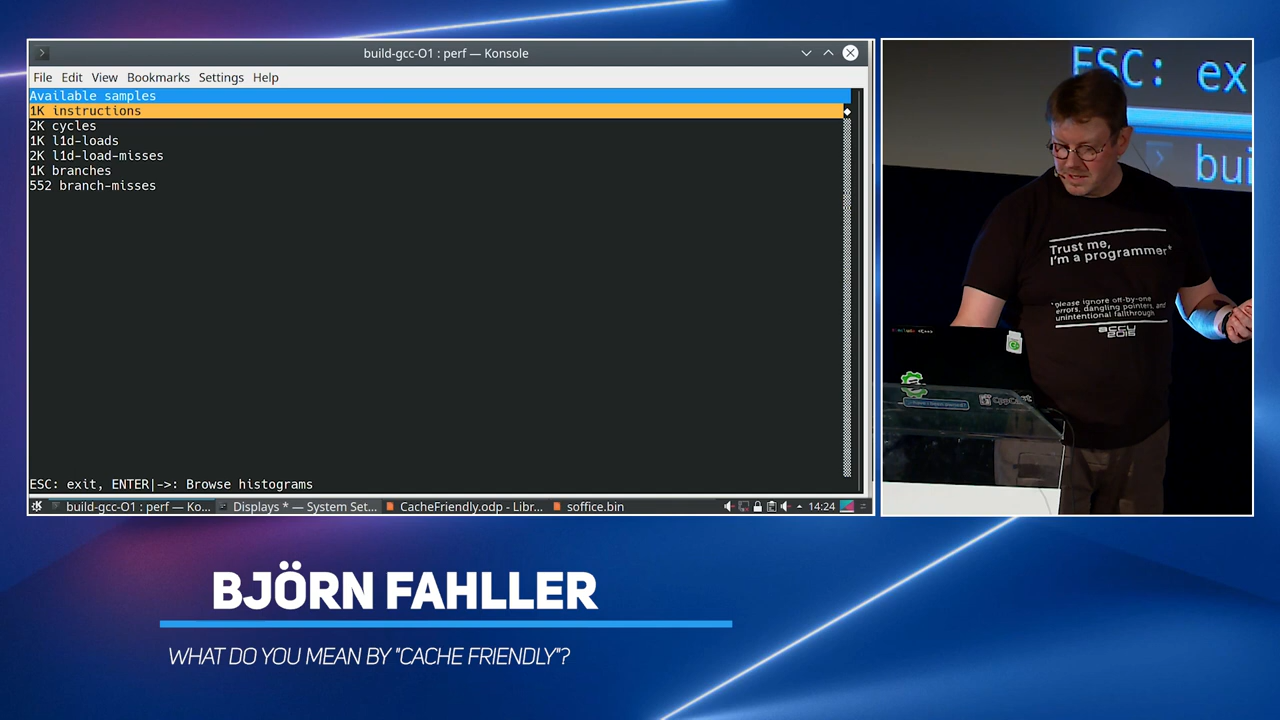 build-gcc-O1 : perf — Konsole
File Edit View Bookmarks Settings Help
Available samples
1K instructions
2K cycles
1K l1d-loads
2K l1d-load-misses
1K branches
552 branch-misses
ESC: exit, ENTER|->: Browse histograms
build-gcc-O1 : perf — Ko...
Displays * — System Set...
CacheFriendly.odp - Libr...
soffice.bin
14:24
ESC: ex
bui
Trust me,
I'm a programmer*
*please ignore off-by-one
errors, dangling pointers, and
unintentional fallthrough
accu
2015
BJÖRN FAHLLER
WHAT DO YOU MEAN BY "CACHE FRIENDLY"?